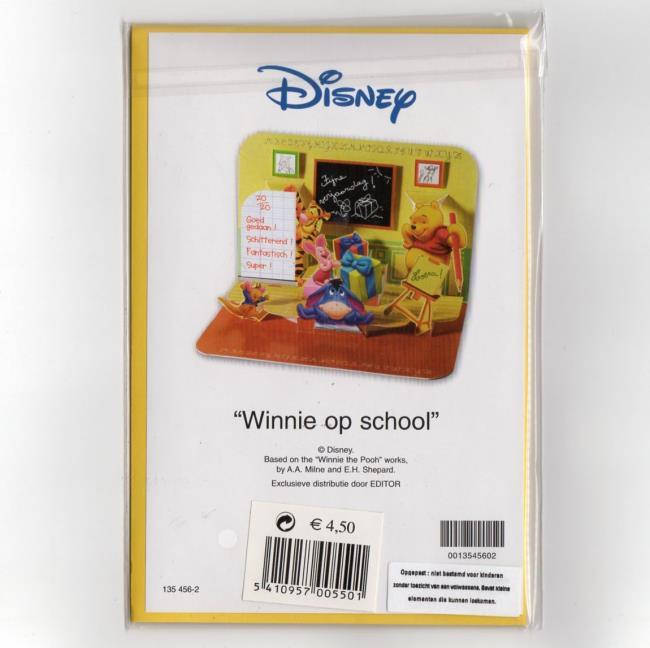 Disney
Fijne
verjaardag!
20
20
Goed
gedaan!
Schitterend!
Fantastisch!
Super!
Hoera!
“Winnie op school”
© Disney.
Based on the “Winnie the Pooh” works,
by A.A. Milne and E.H. Shepard.
Exclusieve distributie door EDITOR
€ 4,50
5 410957 005501
0013545602
135 456-2
Opgepast : niet bestemd voor kinderen
zonder toezicht van een volwassene. Bevat kleine
elementen die kunnen loskomen.